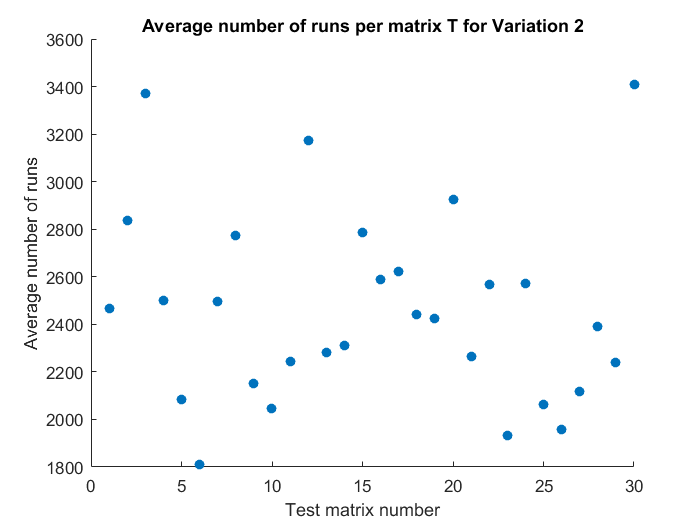 Average number of runs per matrix T for Variation 2
3600
3400
3200
3000
2800
2600
2400
2200
2000
1800
Average number of runs
0 5 10 15 20 25 30
Test matrix number